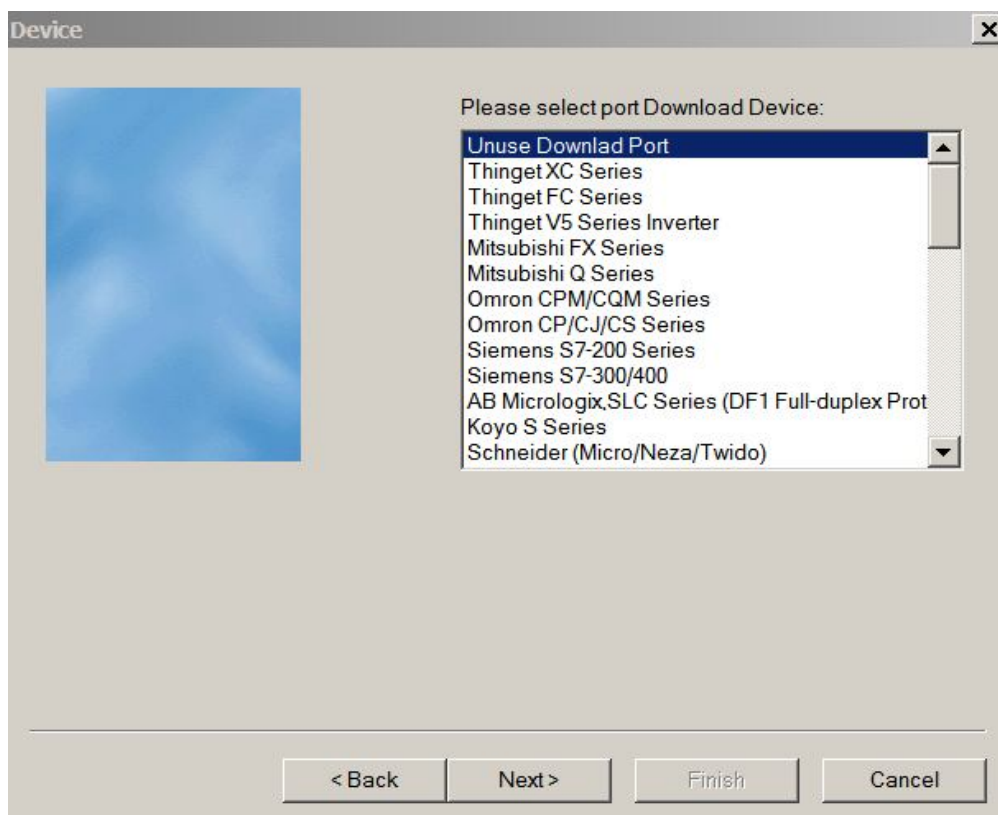 Device
Please select port Download Device:
Unuse Downlad Port
Thinget XC Series
Thinget FC Series
Thinget V5 Series Inverter
Mitsubishi FX Series
Mitsubishi Q Series
Omron CPM/CQM Series
Omron CP/CJ/CS Series
Siemens S7-200 Series
Siemens S7-300/400
AB Micrologix,SLC Series (DF1 Full-duplex Prot
Koyo S Series
Schneider (Micro/Neza/Twido)
< Back Next > Finish Cancel